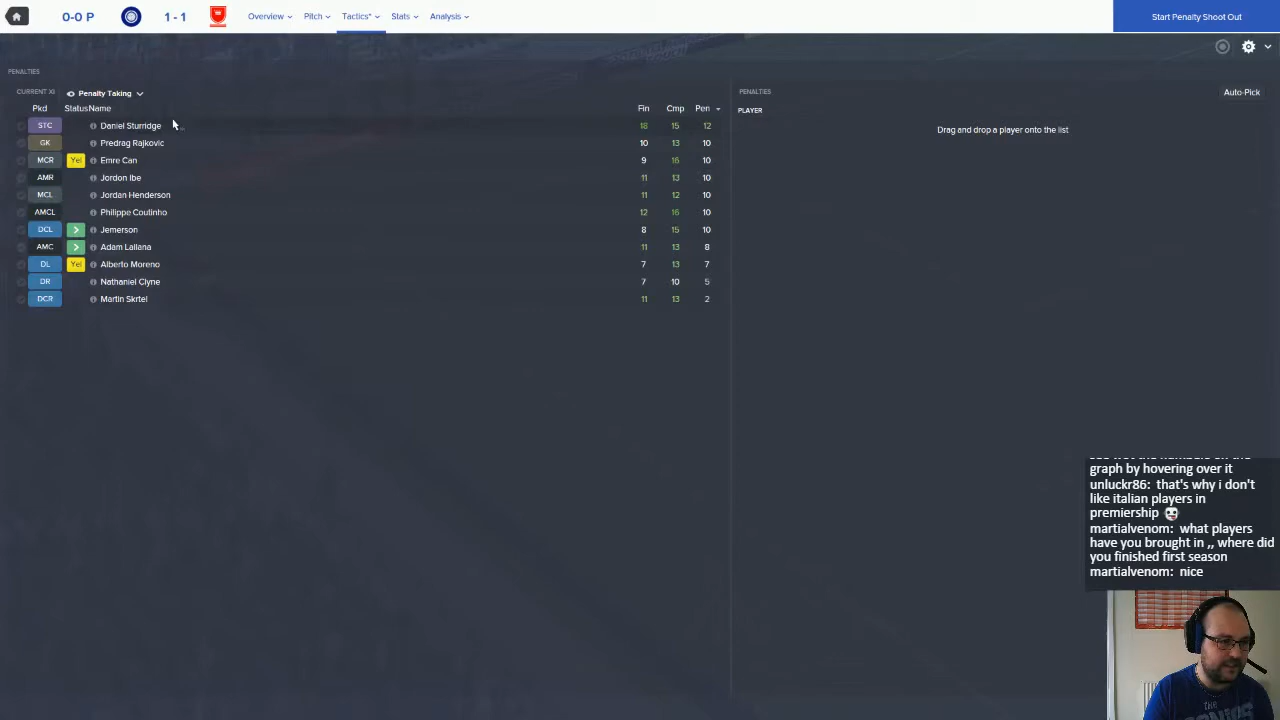 0-0 P 1 - 1 Overview Pitch Tactics* Stats Analysis Start Penalty Shoot Out
PENALTIES
CURRENT XI Penalty Taking
Pkd Status Name Fin Cmp Pen
STC Daniel Sturridge 18 15 12
GK Predrag Rajkovic 10 13 10
MCR Yel Emre Can 9 16 10
AMR Jordon Ibe 11 13 10
MCL Jordan Henderson 11 12 10
AMCL Philippe Coutinho 12 16 10
DCL Jemerson 8 15 10
AMC Adam Lallana 11 13 8
DL Yel Alberto Moreno 7 13 7
DR Nathaniel Clyne 7 10 5
DCR Martin Skrtel 11 13 2
PENALTIES Auto-Pick
PLAYER
Drag and drop a player onto the list
graph by hovering over it
unluckr86: that's why i don't
like italian players in
premiership
martialvenom: what players
have you brought in ,, where did
you finished first season
martialvenom: nice